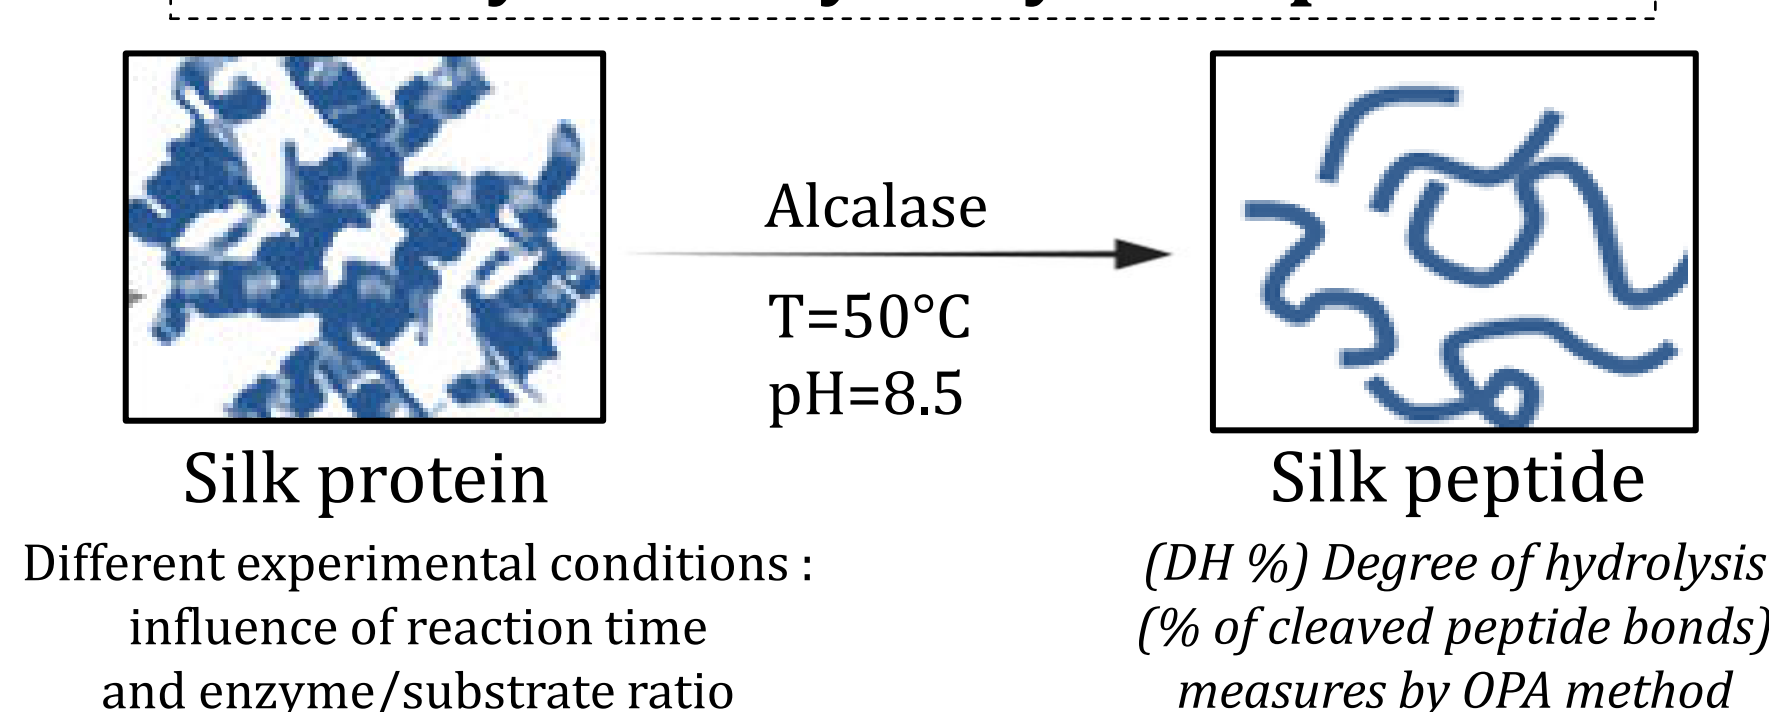 Alcalase
T=50°C
pH=8.5
Silk protein
Silk peptide
Different experimental conditions :
influence of reaction time
and enzyme/substrate ratio
(DH %) Degree of hydrolysis
(% of cleaved peptide bonds)
measures by OPA method